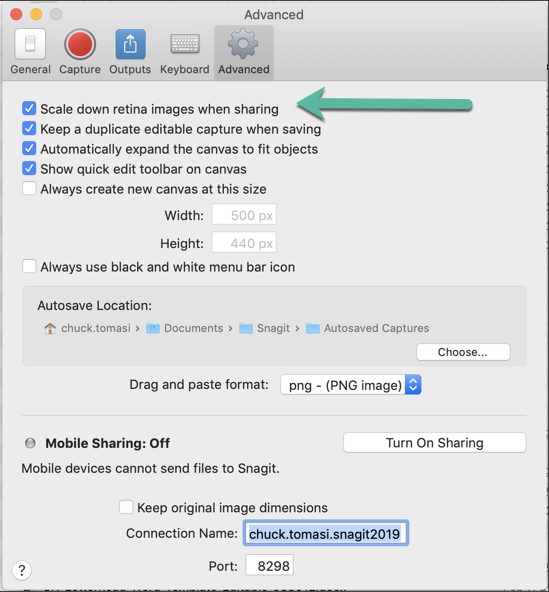 Advanced
General Capture Outputs Keyboard Advanced
Scale down retina images when sharing
Keep a duplicate editable capture when saving
Automatically expand the canvas to fit objects
Show quick edit toolbar on canvas
Always create new canvas at this size
Width: 500 px
Height: 440 px
Always use black and white menu bar icon
Autosave Location:
chuck.tomasi › Documents › Snagit › Autosaved Captures
Choose...
Drag and paste format: png - (PNG image)
Mobile Sharing: Off Turn On Sharing
Mobile devices cannot send files to Snagit.
Keep original image dimensions
Connection Name: chuck.tomasi.snagit2019
Port: 8298
?